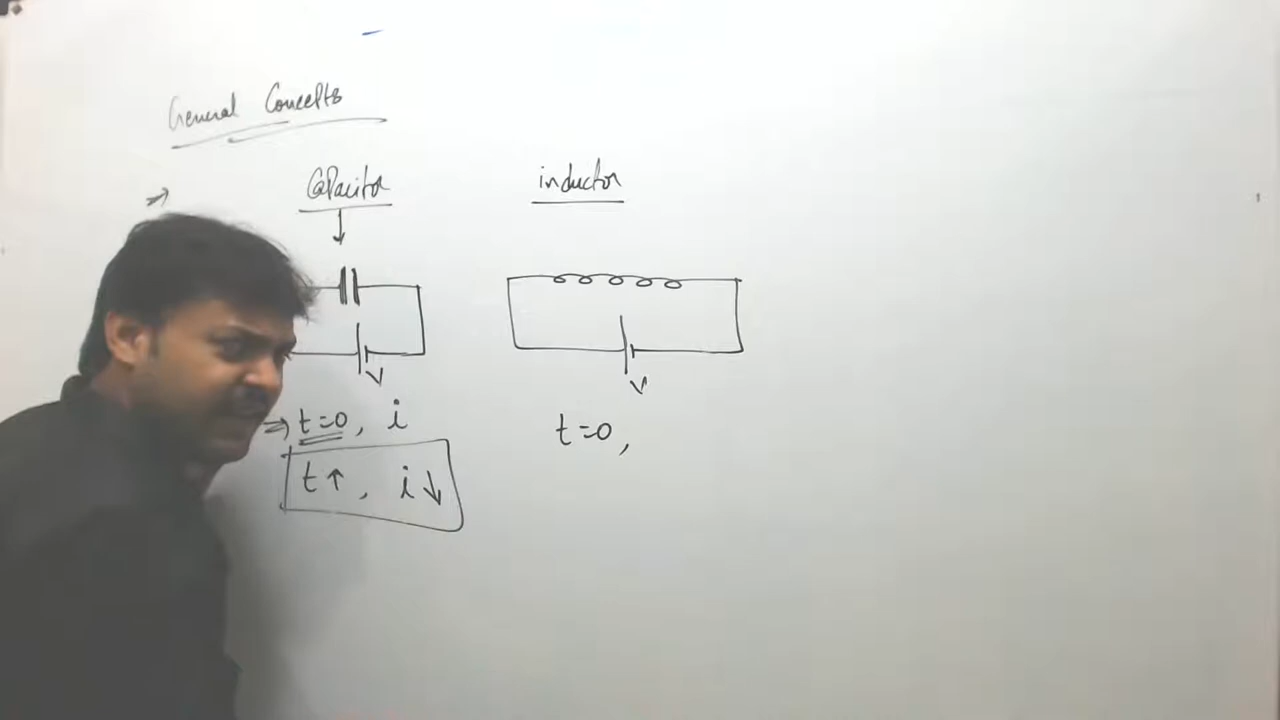 General Concepts
Capacitor
inductor
V
V
t=0, i
t=0,
t↑, i↓